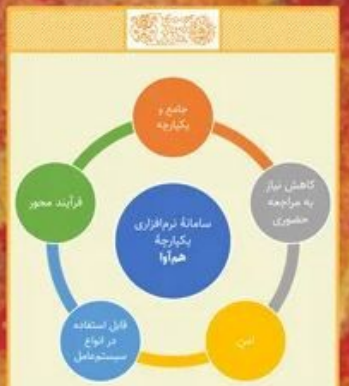 جامع و
یکپارچه
کاهش نیاز
به مراجعه
حضوری
امن
قابل استفاده
در انواع
سیستم‌عامل
فرآیند محور
سامانهٔ نرم‌افزاری
یکپارچهٔ
هم‌آوا